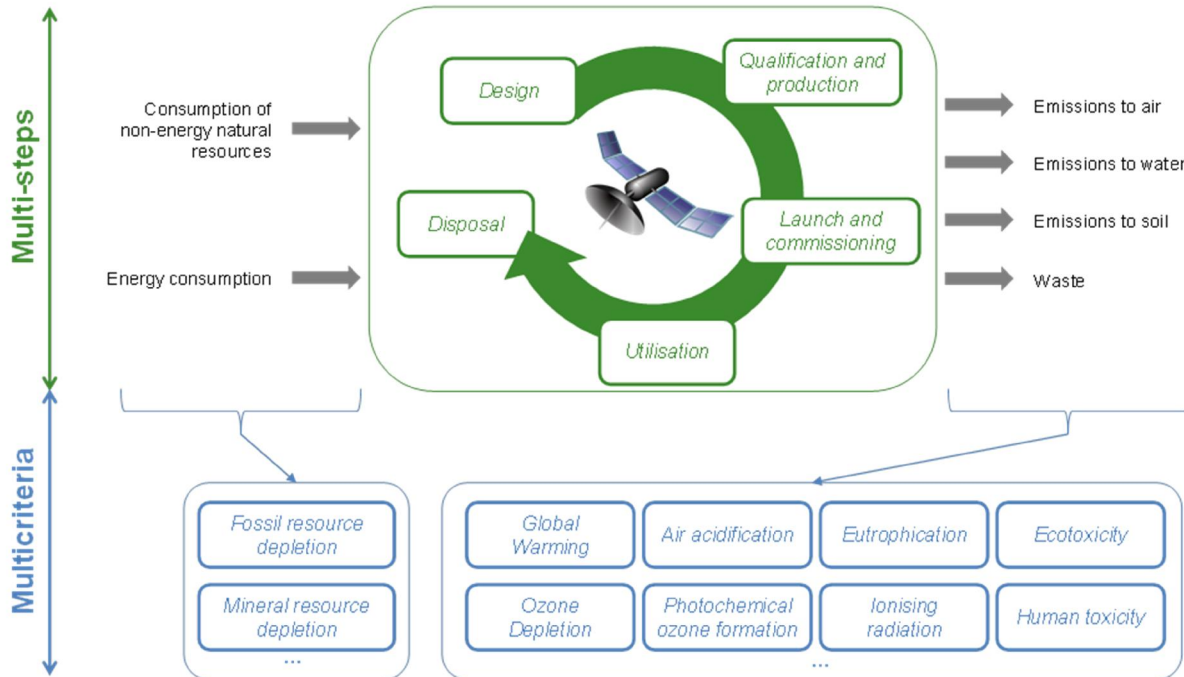 Multi-steps
Consumption of
non-energy natural
resources
Energy consumption
Design
Qualification and
production
Launch and
commissioning
Utilisation
Disposal
Emissions to air
Emissions to water
Emissions to soil
Waste
Multicriteria
Fossil resource
depletion
Mineral resource
depletion
...
Global
Warming
Air acidification
Eutrophication
Ecotoxicity
Ozone
Depletion
Photochemical
ozone formation
Ionising
radiation
Human toxicity
...